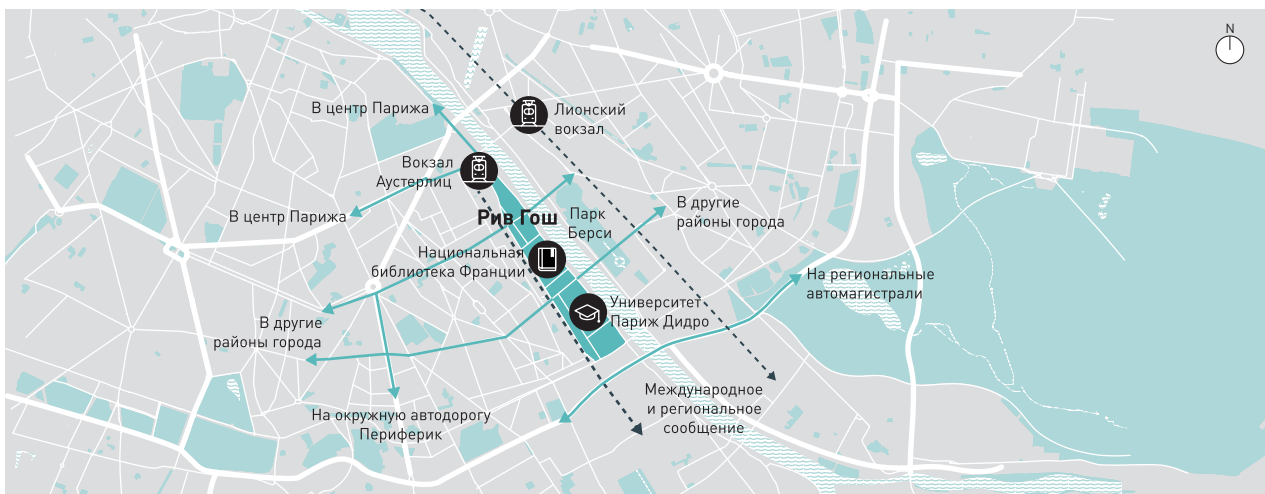 N
В центр Парижа
Лионский
вокзал
Вокзал
Аустерлиц
В центр Парижа
Рив Гош
Парк
Берси
В другие
районы города
Национальная
библиотека Франции
На региональные
автомагистрали
Университет
Париж Дидро
В другие
районы города
Международное
и региональное
сообщение
На окружную автодорогу
Периферик